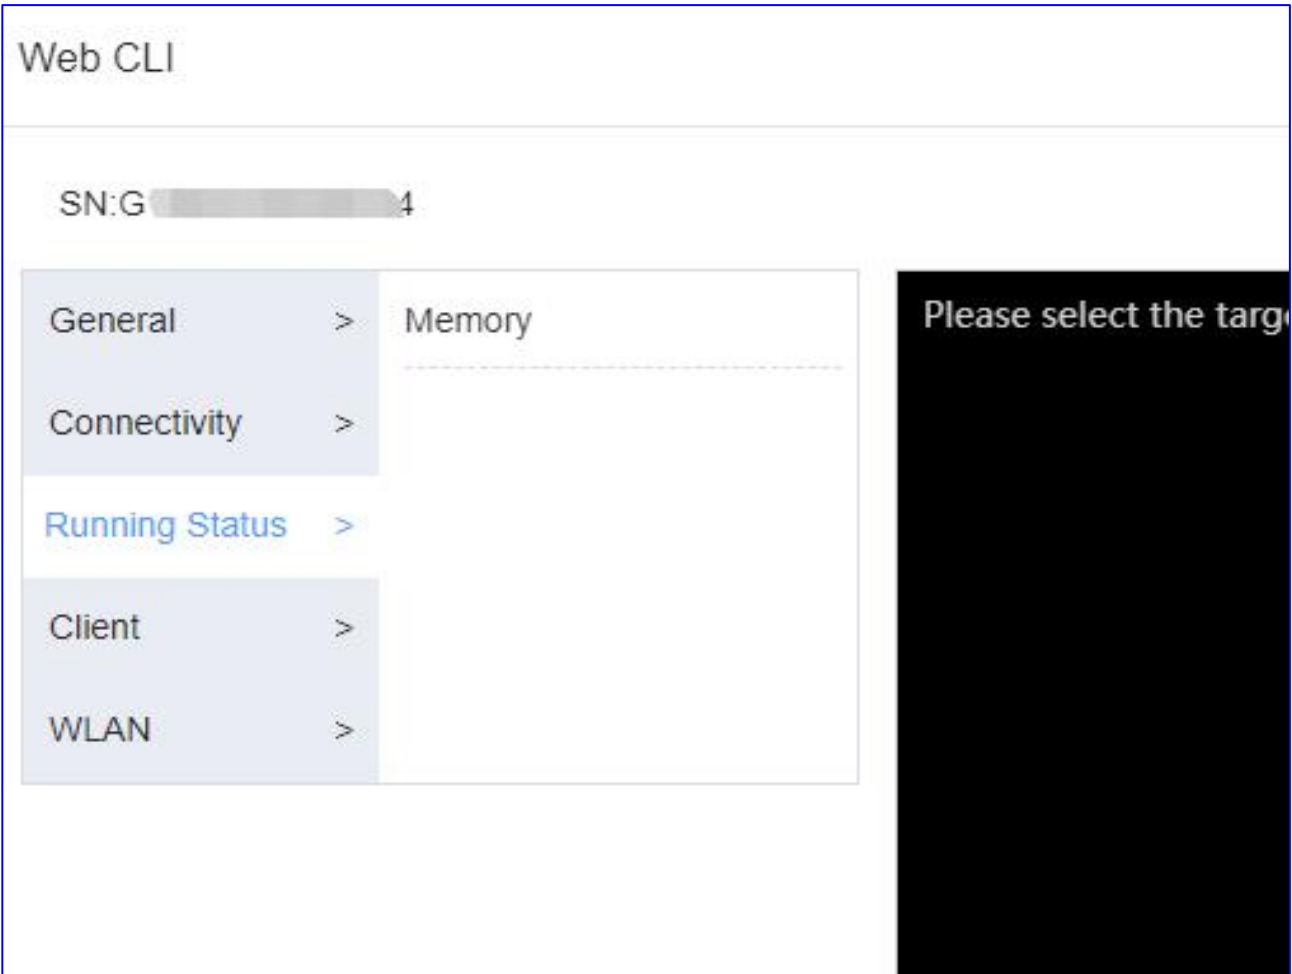 Web CLI
SN:G 4
General >
Memory
Connectivity >
Running Status >
Client >
WLAN >
Please select the